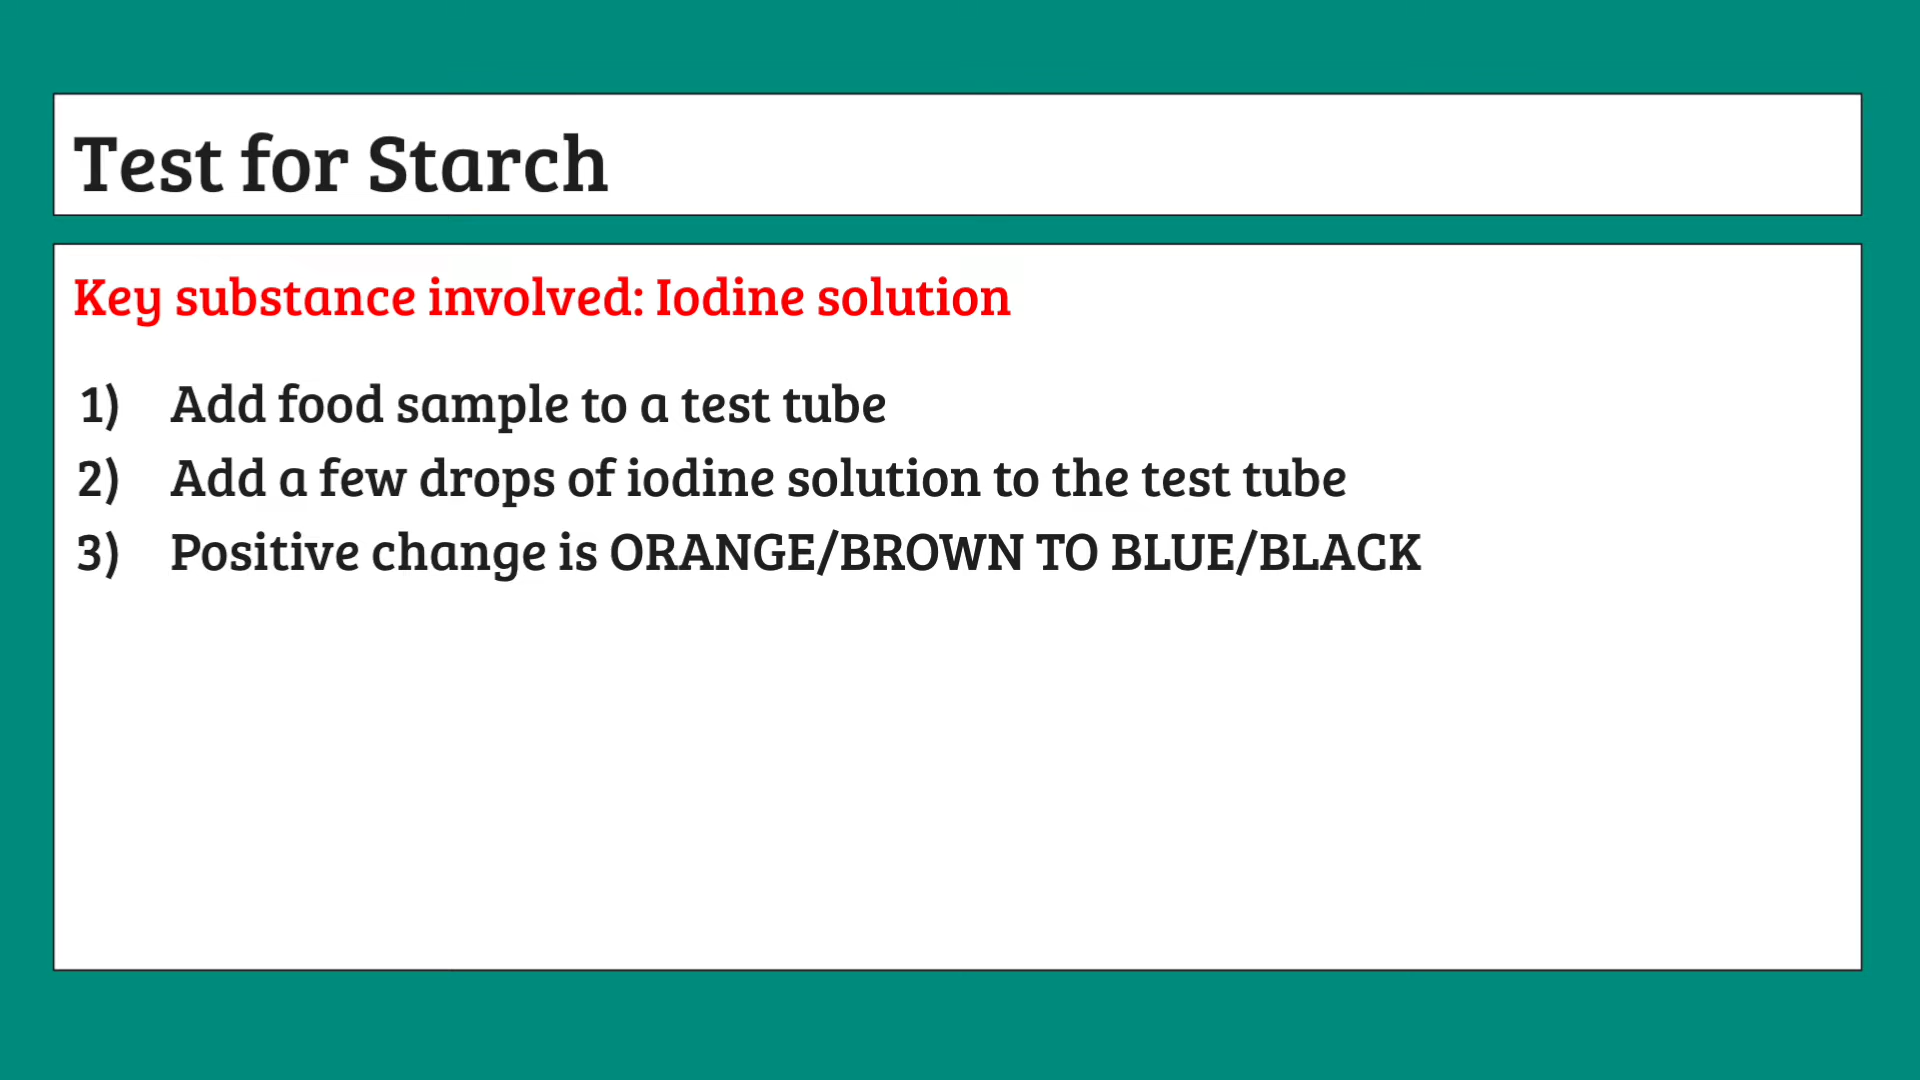 Test for Starch
Key substance involved: Iodine solution
1) Add food sample to a test tube
2) Add a few drops of iodine solution to the test tube
3) Positive change is ORANGE/BROWN TO BLUE/BLACK